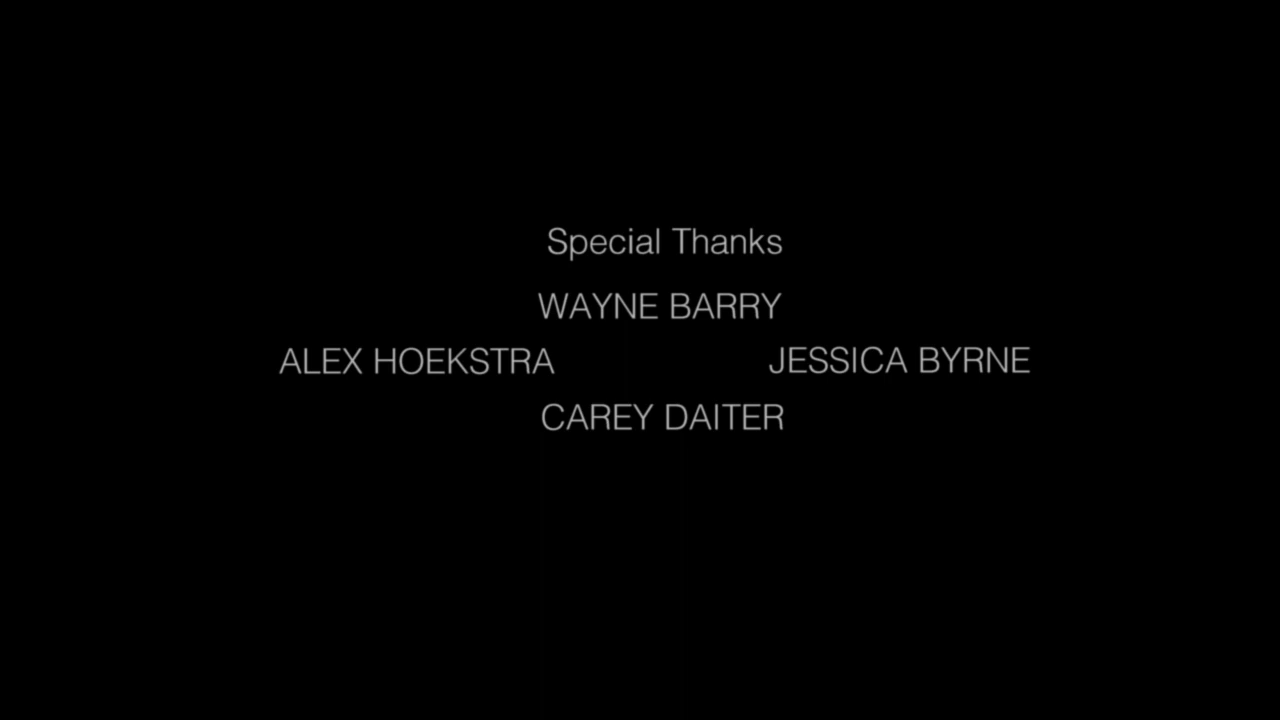 Special Thanks
WAYNE BARRY
ALEX HOEKSTRA JESSICA BYRNE
CAREY DAITER